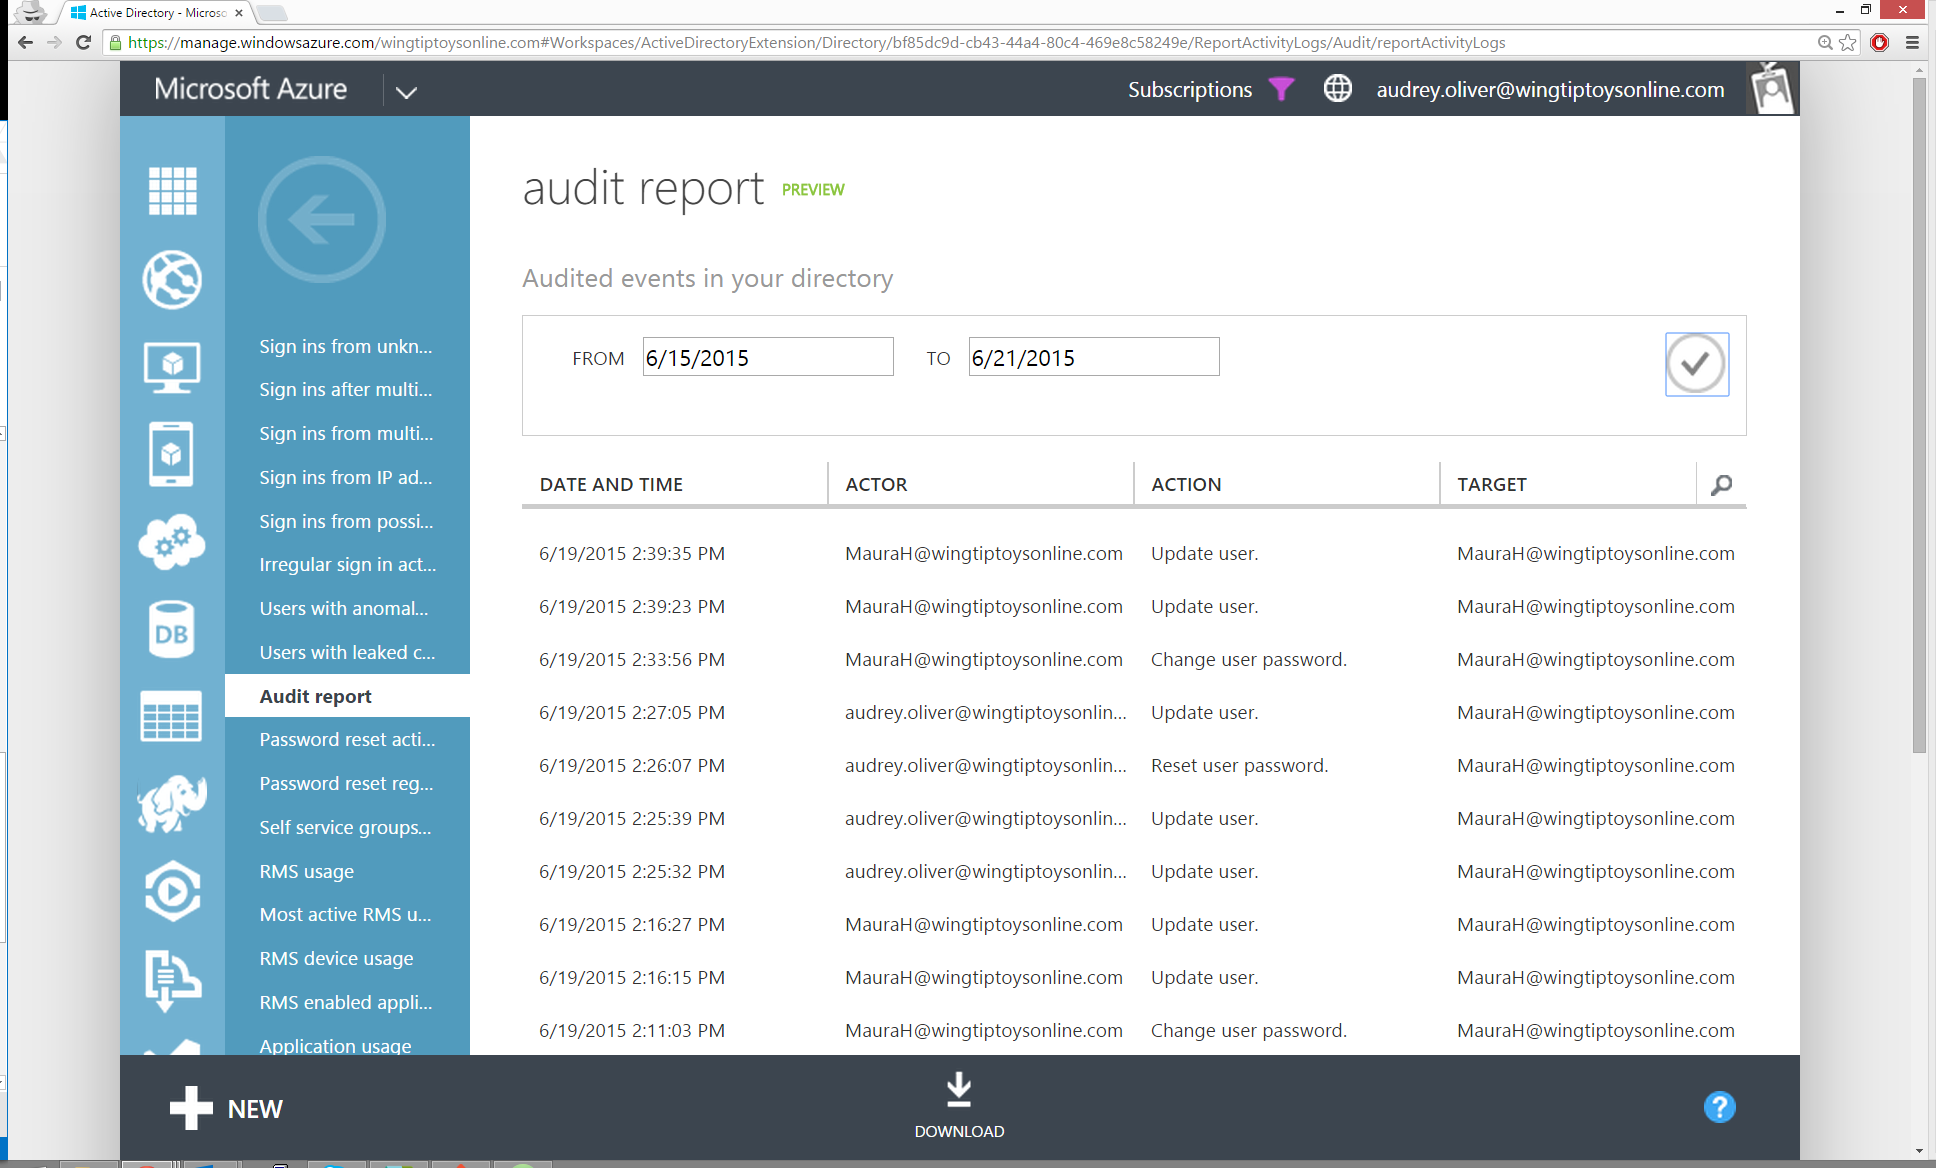 Active Directory - Micros
https://manage.windowsazure.com/wingtiptoysonline.com#Workspaces/ActiveDirectoryExtension/Directory/bf85dc9d-cb43-44a4-80c4-469e8c58249e/ReportActivityLogs/Audit/reportActivityLogs
Microsoft Azure
Subscriptions
audrey.oliver@wingtiptoysonline.com
Sign ins from unkn...
Sign ins after multi...
Sign ins from multi...
Sign ins from IP ad...
Sign ins from possi...
Irregular sign in act...
Users with anomal...
Users with leaked c...
Audit report
Password reset acti...
Password reset reg...
Self service groups...
RMS usage
Most active RMS u...
RMS device usage
RMS enabled appli...
Application usage
DB
audit report PREVIEW
Audited events in your directory
FROM 6/15/2015 TO 6/21/2015
DATE AND TIME ACTOR ACTION TARGET
6/19/2015 2:39:35 PM MauraH@wingtiptoysonline.com Update user. MauraH@wingtiptoysonline.com
6/19/2015 2:39:23 PM MauraH@wingtiptoysonline.com Update user. MauraH@wingtiptoysonline.com
6/19/2015 2:33:56 PM MauraH@wingtiptoysonline.com Change user password. MauraH@wingtiptoysonline.com
6/19/2015 2:27:05 PM audrey.oliver@wingtiptoysonlin... Update user. MauraH@wingtiptoysonline.com
6/19/2015 2:26:07 PM audrey.oliver@wingtiptoysonlin... Reset user password. MauraH@wingtiptoysonline.com
6/19/2015 2:25:39 PM audrey.oliver@wingtiptoysonlin... Update user. MauraH@wingtiptoysonline.com
6/19/2015 2:25:32 PM audrey.oliver@wingtiptoysonlin... Update user. MauraH@wingtiptoysonline.com
6/19/2015 2:16:27 PM MauraH@wingtiptoysonline.com Update user. MauraH@wingtiptoysonline.com
6/19/2015 2:16:15 PM MauraH@wingtiptoysonline.com Update user. MauraH@wingtiptoysonline.com
6/19/2015 2:11:03 PM MauraH@wingtiptoysonline.com Change user password. MauraH@wingtiptoysonline.com
NEW
DOWNLOAD
?